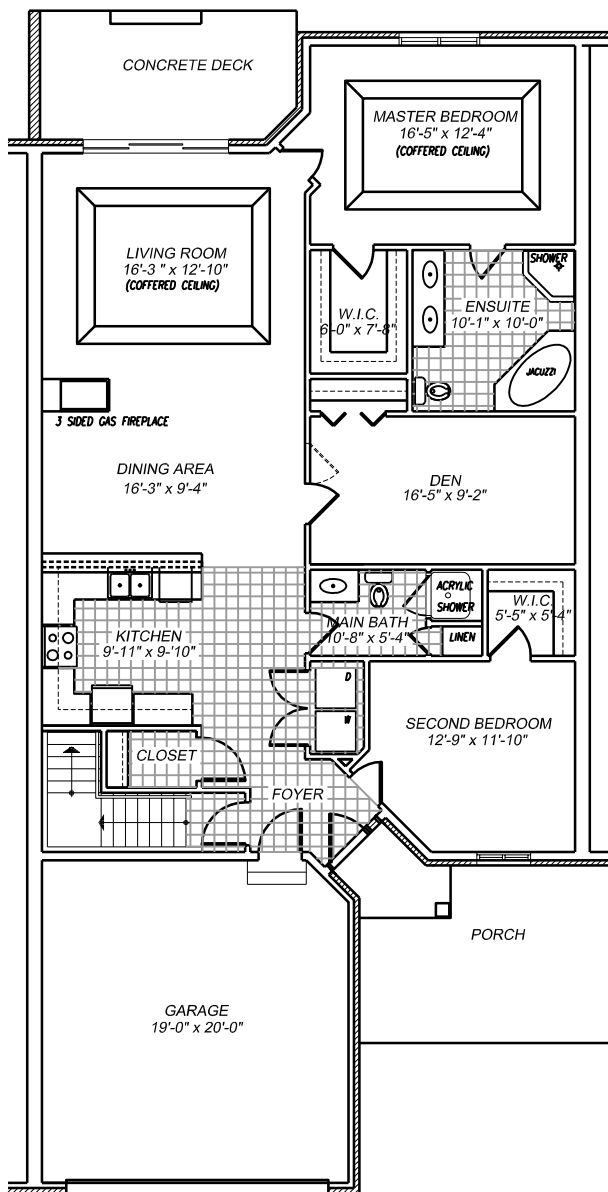 CONCRETE DECK
MASTER BEDROOM
16'-5" x 12'-4"
(COFFERED CEILING)
LIVING ROOM
16'-3 " x 12'-10"
(COFFERED CEILING)
SHOWER
W.I.C.
6'-0" x 7'-8"
ENSUITE
10'-1" x 10'-0"
JACUZZI
3 SIDED GAS FIREPLACE
DINING AREA
16'-3" x 9'-4"
DEN
16'-5" x 9'-2"
ACRYLIC
SHOWER
W.I.C.
5'-5" x 5'-4"
MAIN BATH
10'-8" x 5'-4"
LINEN
KITCHEN
9'-11" x 9'-10"
D
W
SECOND BEDROOM
12'-9" x 11'-10"
CLOSET
FOYER
PORCH
GARAGE
19'-0" x 20'-0"